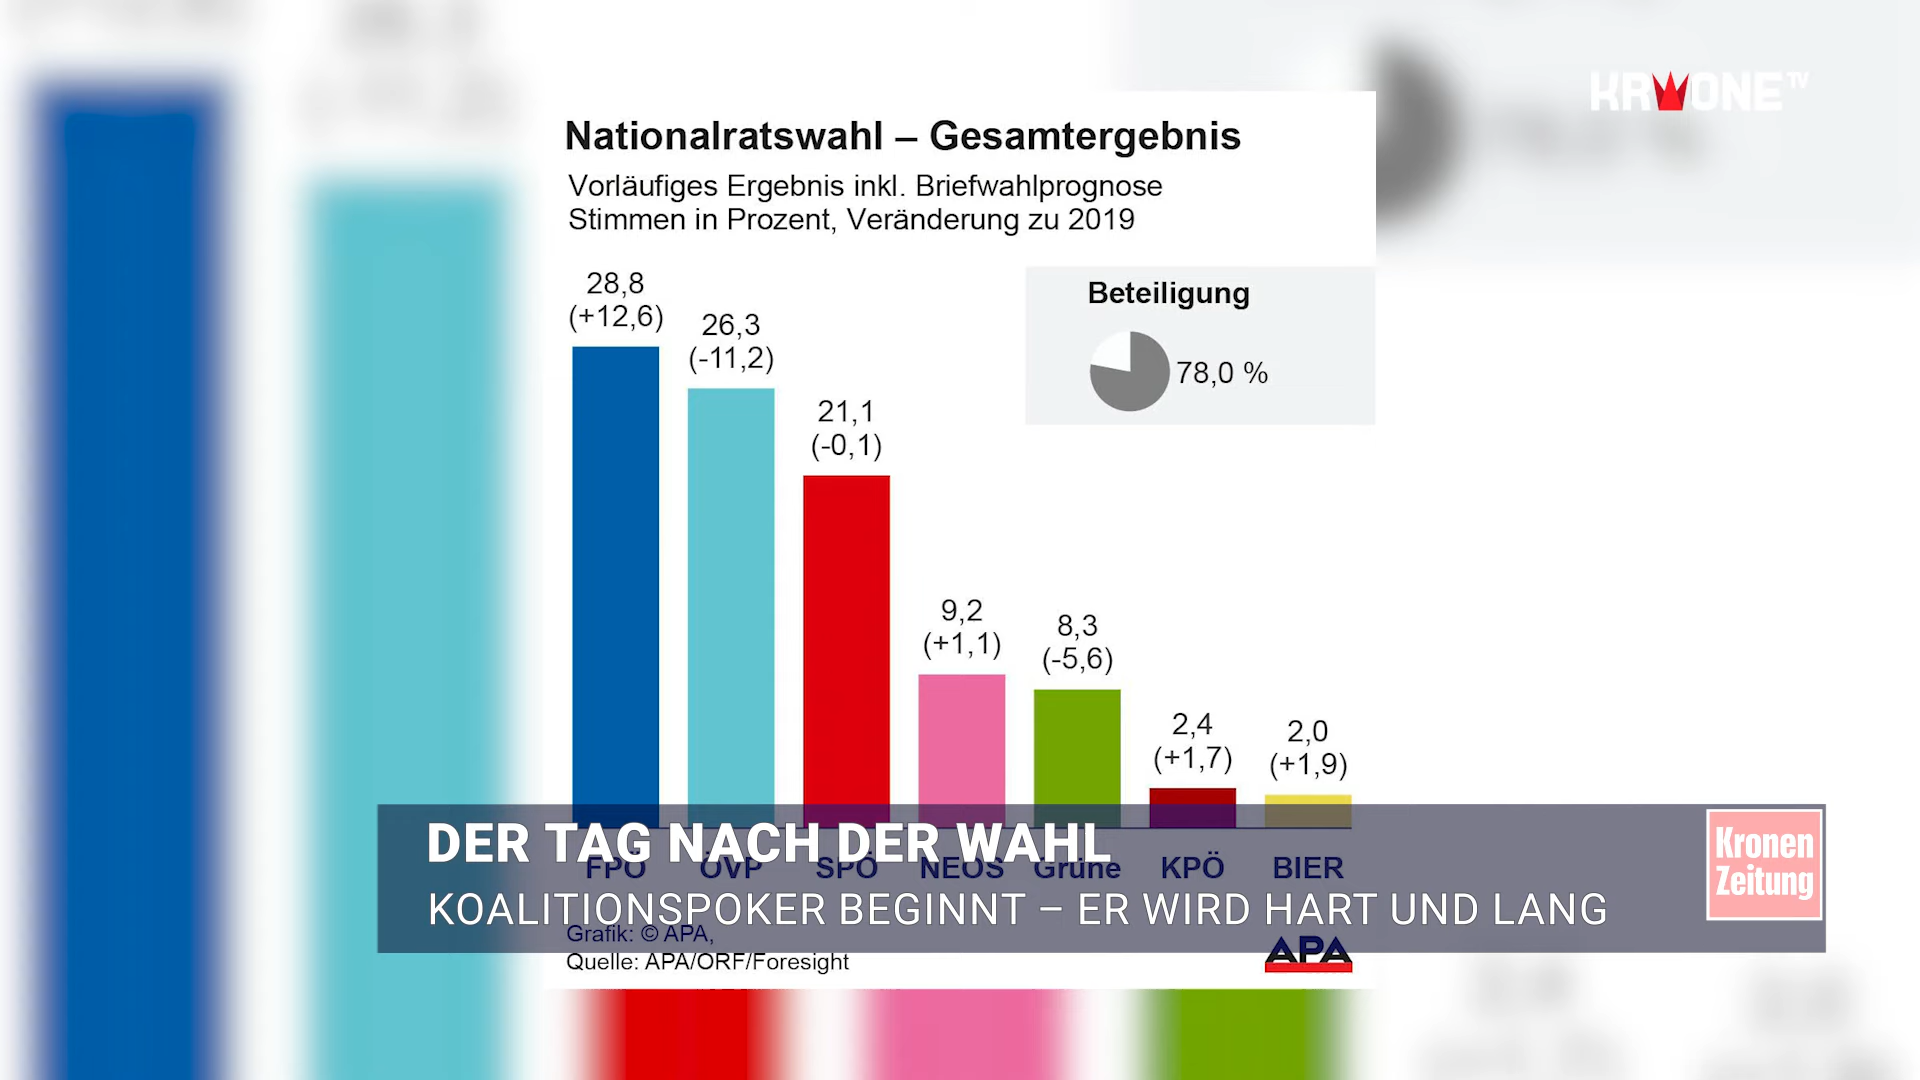 KRONE TV
Nationalratswahl – Gesamtergebnis
Vorläufiges Ergebnis inkl. Briefwahlprognose
Stimmen in Prozent, Veränderung zu 2019
28,8
(+12,6)
26,3
(-11,2)
21,1
(-0,1)
9,2
(+1,1)
8,3
(-5,6)
2,4
(+1,7)
2,0
(+1,9)
Beteiligung
78,0 %
FPÖ ÖVP SPÖ NEOS Grüne KPÖ BIER
DER TAG NACH DER WAHL
KOALITIONSPOKER BEGINNT – ER WIRD HART UND LANG
Kronen
Zeitung
Grafik: © APA,
Quelle: APA/ORF/Foresight
APA